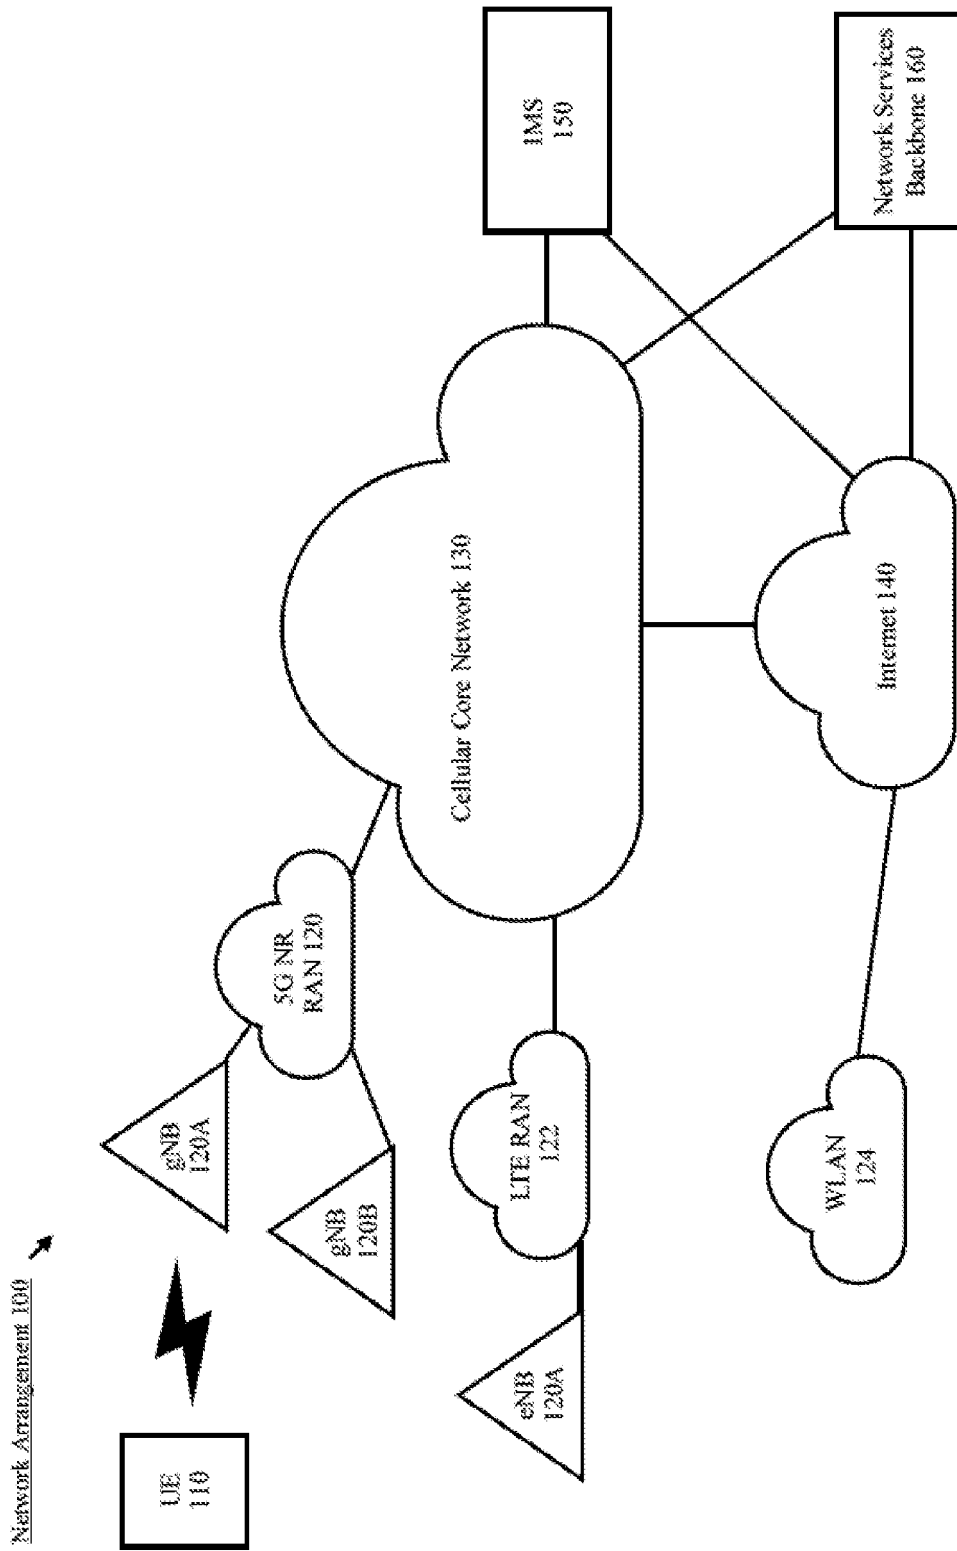 Network Arrangement 100
UE
110
gNB
120A
gNB
120B
5G NR
RAN 120
eNB
120A
LTE RAN
122
WLAN
124
Cellular Core Network 130
Internet 140
IMS
150
Network Services
Backbone 160